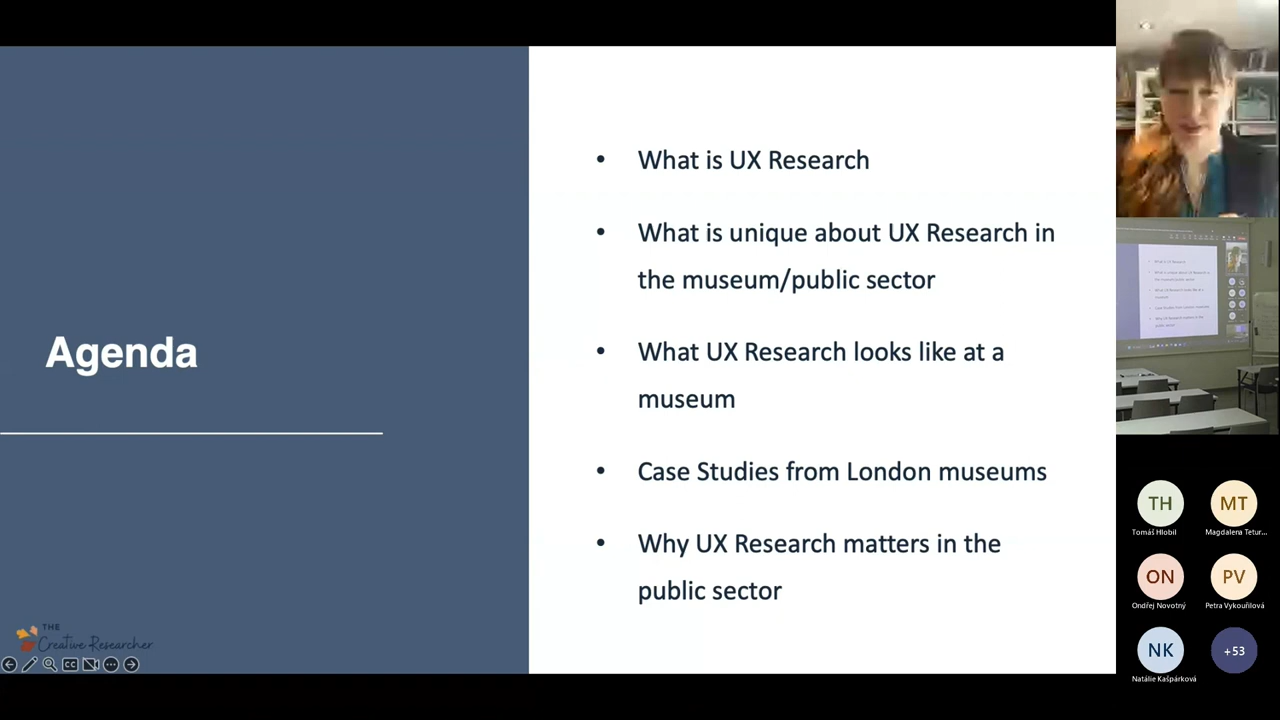 Agenda
What is UX Research
What is unique about UX Research in
the museum/public sector
What UX Research looks like at a
museum
Case Studies from London museums
Why UX Research matters in the
public sector
THE
Creative Researcher
CC
TH
MT
Tomáš Hlobil
Magdalena Tetur...
ON
PV
Ondřej Novotný
Petra Vykouřilová
NK
+53
Natálie Kašpárková